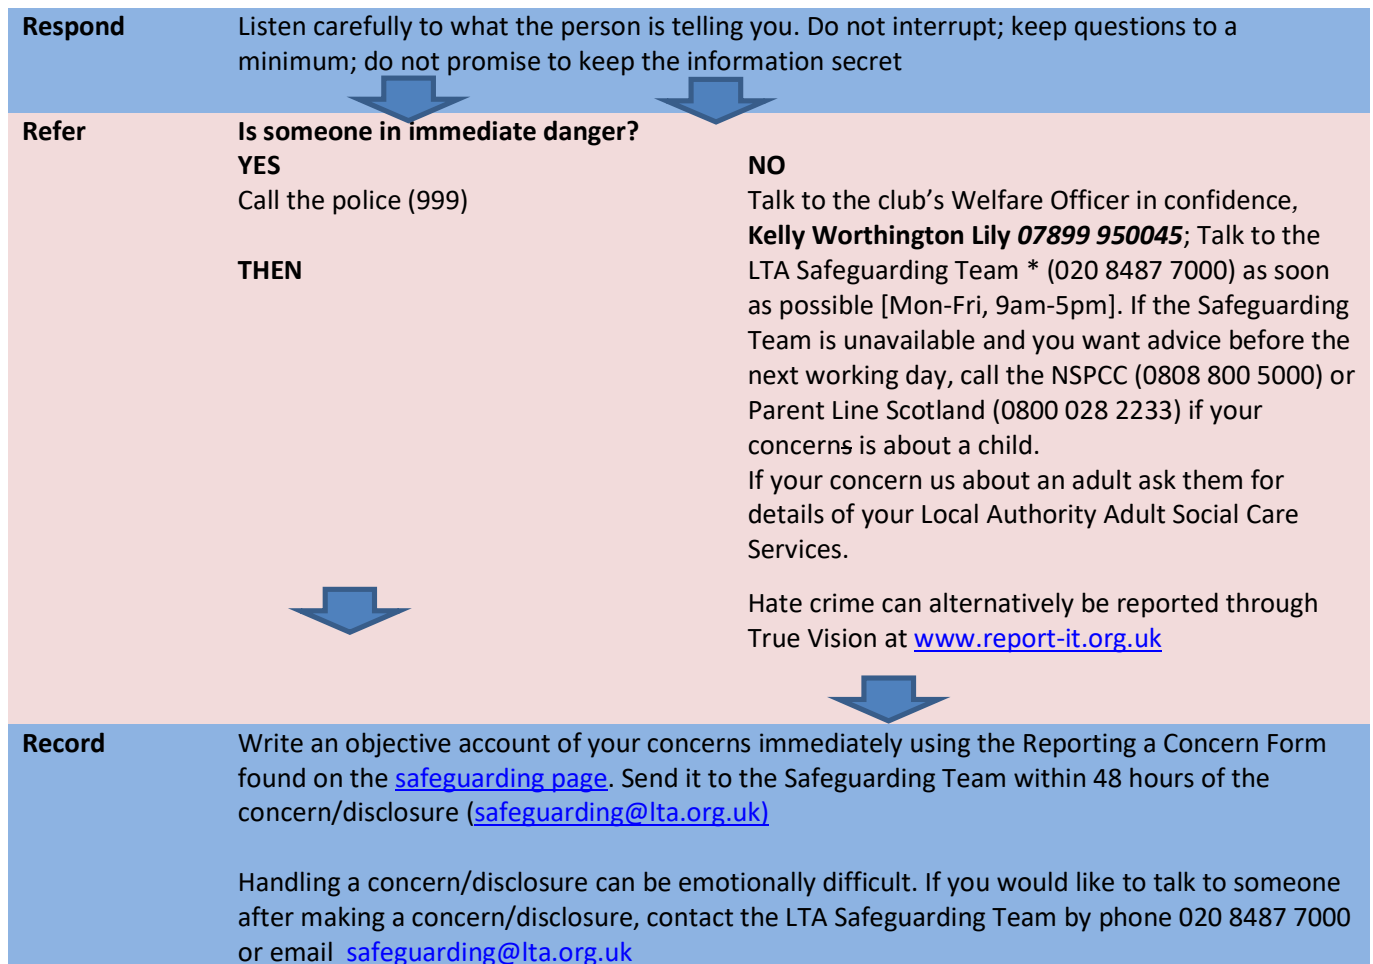 Respond
Listen carefully to what the person is telling you. Do not interrupt; keep questions to a
minimum; do not promise to keep the information secret
Refer
Is someone in immediate danger?
YES
Call the police (999)
THEN
NO
Talk to the club’s Welfare Officer in confidence,
Kelly Worthington Lily 07899 950045; Talk to the
LTA Safeguarding Team * (020 8487 7000) as soon
as possible [Mon-Fri, 9am-5pm]. If the Safeguarding
Team is unavailable and you want advice before the
next working day, call the NSPCC (0808 800 5000) or
Parent Line Scotland (0800 028 2233) if your
concerns is about a child.
If your concern us about an adult ask them for
details of your Local Authority Adult Social Care
Services.
Hate crime can alternatively be reported through
True Vision at www.report-it.org.uk
Record
Write an objective account of your concerns immediately using the Reporting a Concern Form
found on the safeguarding page. Send it to the Safeguarding Team within 48 hours of the
concern/disclosure (safeguarding@lta.org.uk)
Handling a concern/disclosure can be emotionally difficult. If you would like to talk to someone
after making a concern/disclosure, contact the LTA Safeguarding Team by phone 020 8487 7000
or email safeguarding@lta.org.uk